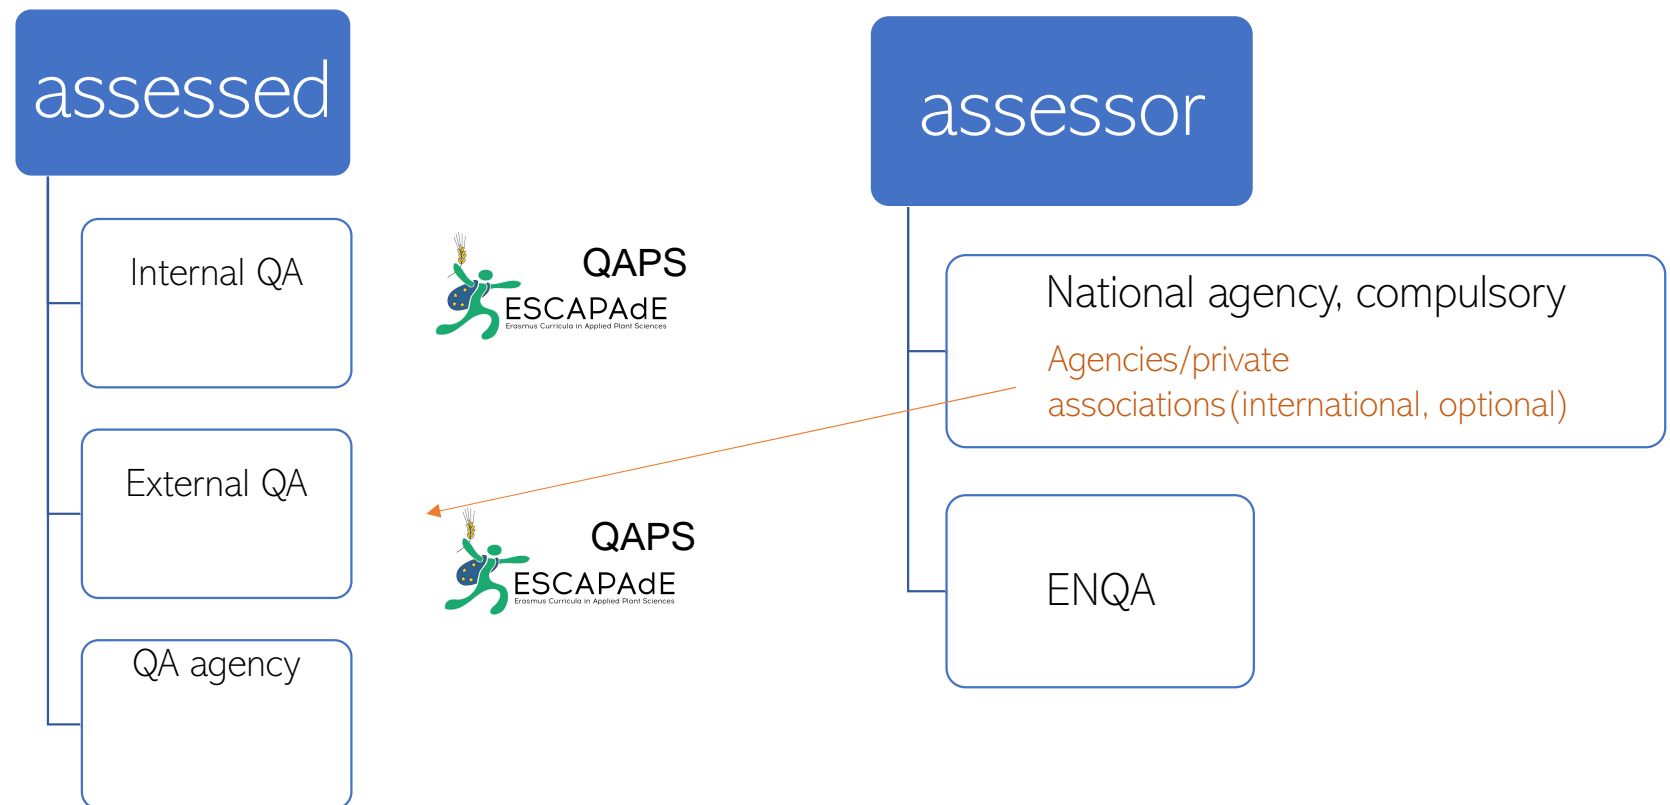 assessed
Internal QA
External QA
QA agency
QAPS
ESCAPAdE
Erasmus Curricula in Applied Plant Sciences
QAPS
ESCAPAdE
Erasmus Curricula in Applied Plant Sciences
assessor
National agency, compulsory
Agencies/private
associations(international, optional)
ENQA